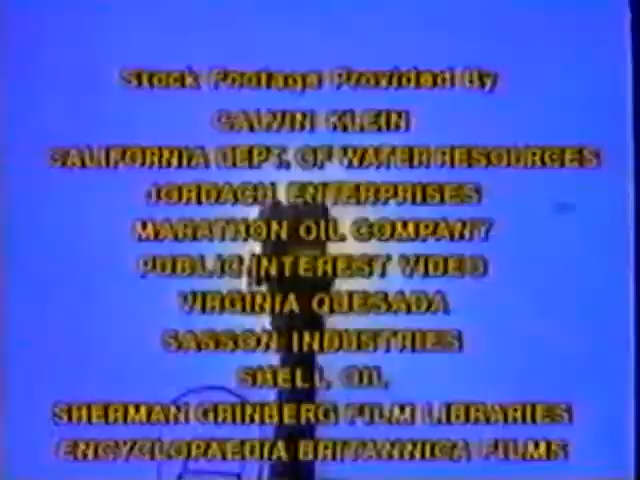 Stock Footage Provided By
CALVIN KLEIN
CALIFORNIA DEPT. OF WATER RESOURCES
JORDACH ENTERPRISES
MARATHON OIL COMPANY
PUBLIC INTEREST VIDEO
VIRGINIA QUESADA
SASSON INDUSTRIES
SHELL OIL
SHERMAN GRINBERG FILM LIBRARIES
ENCYCLOPAEDIA BRITANNICA FILMS